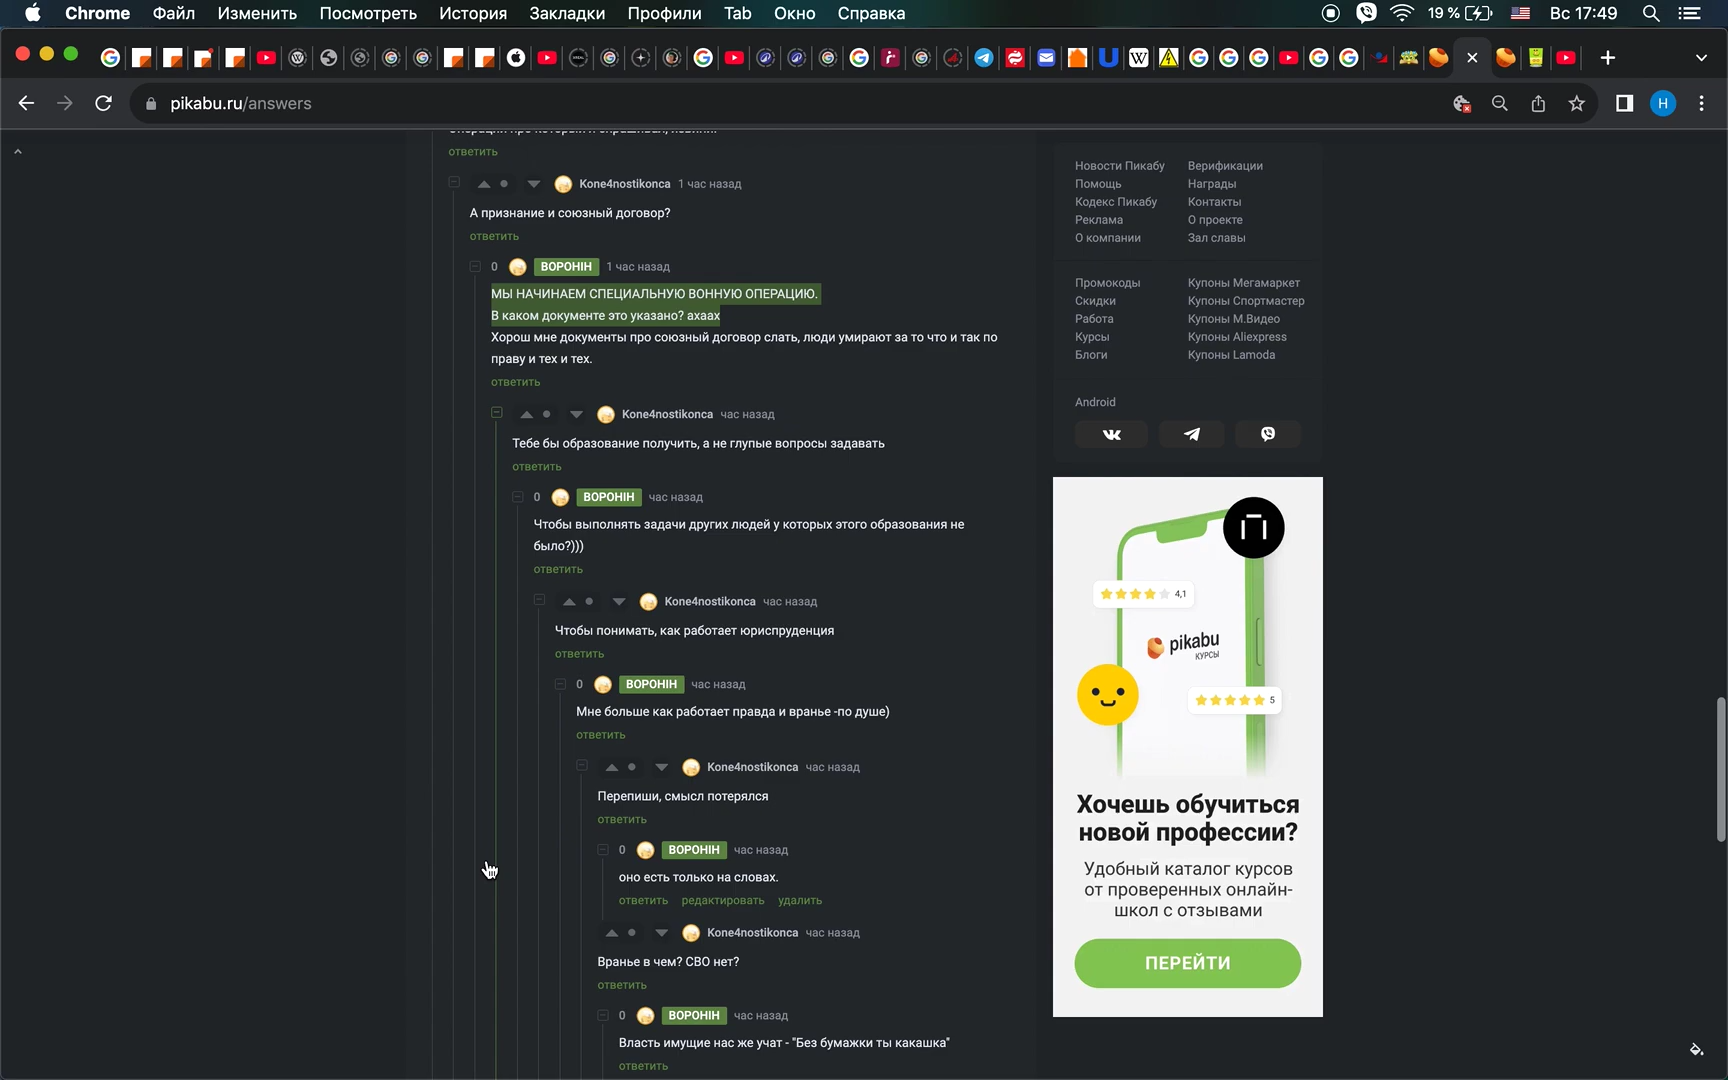 Chrome Файл Изменить Посмотреть История Закладки Профили Tab Окно Справка
19 % Вс 17:49
pikabu.ru/answers
H
ответить
Kone4nostikonca 1 час назад
А признание и союзный договор?
ответить
0 ВОРОНІН 1 час назад
МЫ НАЧИНАЕМ СПЕЦИАЛЬНУЮ ВОННУЮ ОПЕРАЦИЮ.
В каком документе это указано? ахаах
Хорош мне документы про союзный договор слать, люди умирают за то что и так по
праву и тех и тех.
ответить
Kone4nostikonca час назад
Тебе бы образование получить, а не глупые вопросы задавать
ответить
0 ВОРОНІН час назад
Чтобы выполнять задачи других людей у которых этого образования не
было?)))
ответить
Kone4nostikonca час назад
Чтобы понимать, как работает юриспруденция
ответить
0 ВОРОНІН час назад
Мне больше как работает правда и вранье -по душе)
ответить
Kone4nostikonca час назад
Перепиши, смысл потерялся
ответить
0 ВОРОНІН час назад
оно есть только на словах.
ответить редактировать удалить
Kone4nostikonca час назад
Вранье в чем? СВО нет?
ответить
0 ВОРОНІН час назад
Власть имущие нас же учат - "Без бумажки ты какашка"
ответить
Новости Пикабу Верификации
Помощь Награды
Кодекс Пикабу Контакты
Реклама О проекте
О компании Зал славы
Промокоды Купоны Мегамаркет
Скидки Купоны Спортмастер
Работа Купоны М.Видео
Курсы Купоны Aliexpress
Блоги Купоны Lamoda
Android
4,1
pikabu
КУРСЫ
5
Хочешь обучиться
новой профессии?
Удобный каталог курсов
от проверенных онлайн-
школ с отзывами
ПЕРЕЙТИ